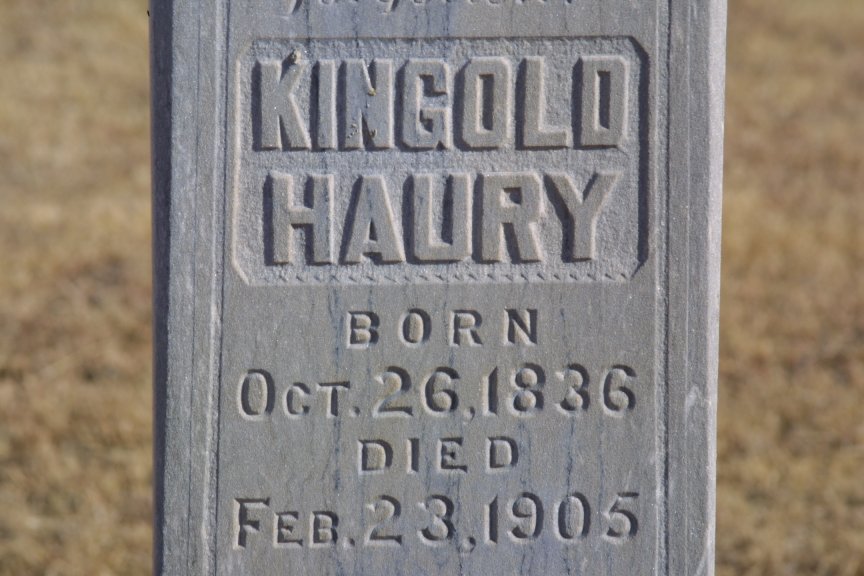 KINGOLD
HAURY
BORN
OCT. 26, 1836
DIED
FEB. 23, 1905